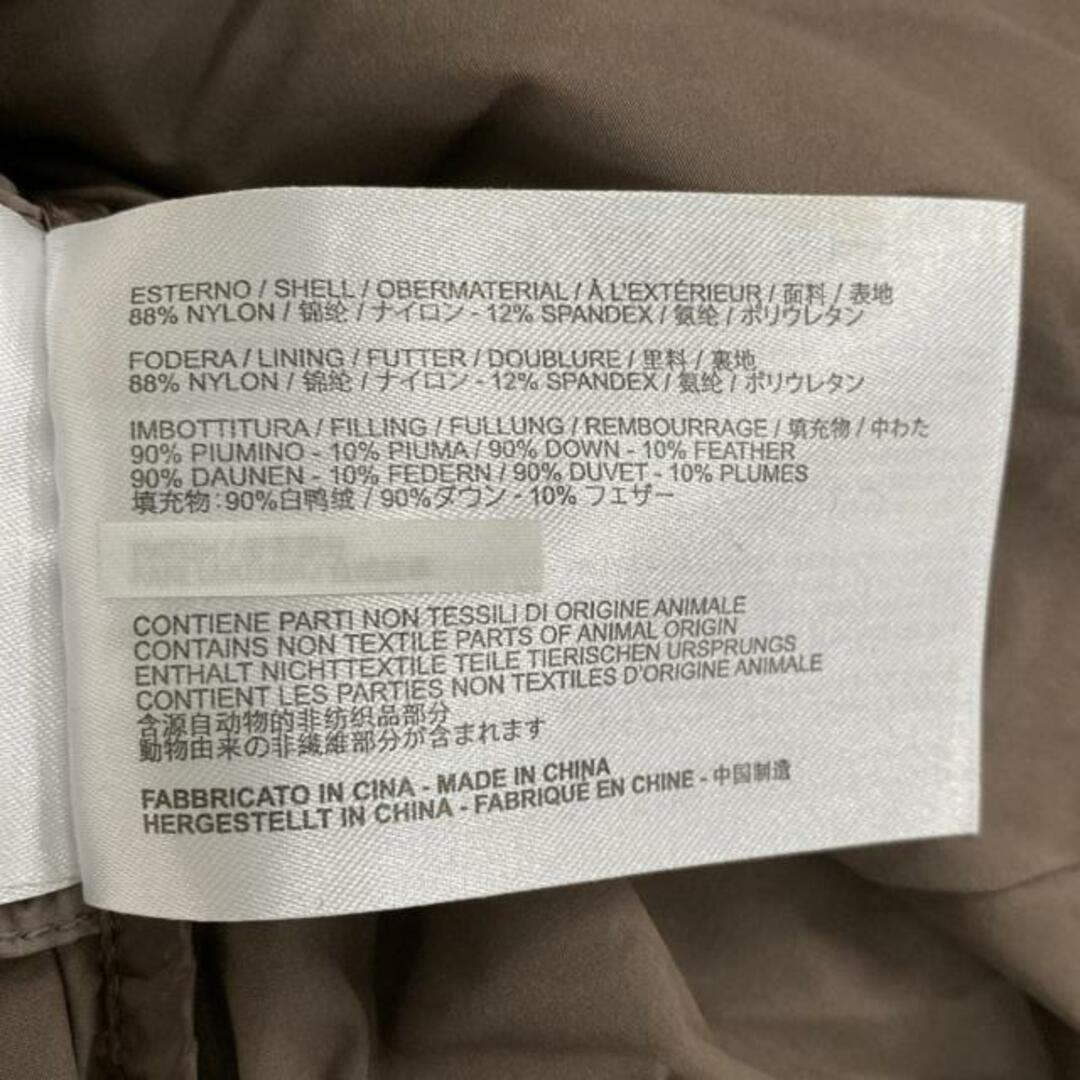 ESTERNO / SHELL / OBERMATERIAL / À L'EXTÉRIEUR / 面料 / 表地
88% NYLON / 锦纶 / ナイロン - 12% SPANDEX / 氨纶 / ポリウレタン
FODERA / LINING / FUTTER / DOUBLURE / 里料 / 裏地
88% NYLON / 锦纶 / ナイロン - 12% SPANDEX / 氨纶 / ポリウレタン
IMBOTTITURA / FILLING / FULLUNG / REMBOURRAGE / 填充物 / 中わた
90% PIUMINO - 10% PIUMA / 90% DOWN - 10% FEATHER
90% DAUNEN - 10% FEDERN / 90% DUVET - 10% PLUMES
填充物:90%白鸭绒 / 90%ダウン - 10% フェザー
CONTIENE PARTI NON TESSILI DI ORIGINE ANIMALE
CONTAINS NON TEXTILE PARTS OF ANIMAL ORIGIN
ENTHALT NICHTTEXTILE TEILE TIERISCHEN URSPRUNGS
CONTIENT LES PARTIES NON TEXTILES D'ORIGINE ANIMALE
含源自动物的非纺织品部分
動物由来の非繊維部分が含まれます
FABBRICATO IN CINA - MADE IN CHINA
HERGESTELLT IN CHINA - FABRIQUE EN CHINE - 中国制造